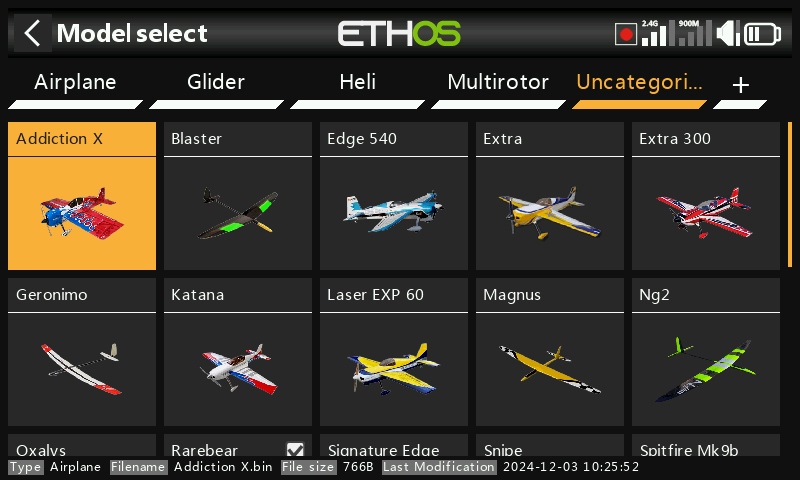 Model select ETHOS 2.4G 900M
Airplane Glider Heli Multirotor Uncategori... +
Addiction X Blaster Edge 540 Extra Extra 300
Geronimo Katana Laser EXP 60 Magnus Ng2
Oxalys Rarebear Signature Edge Snipe Spitfire Mk9b
Type Airplane Filename Addiction X.bin File size 766B Last Modification 2024-12-03 10:25:52